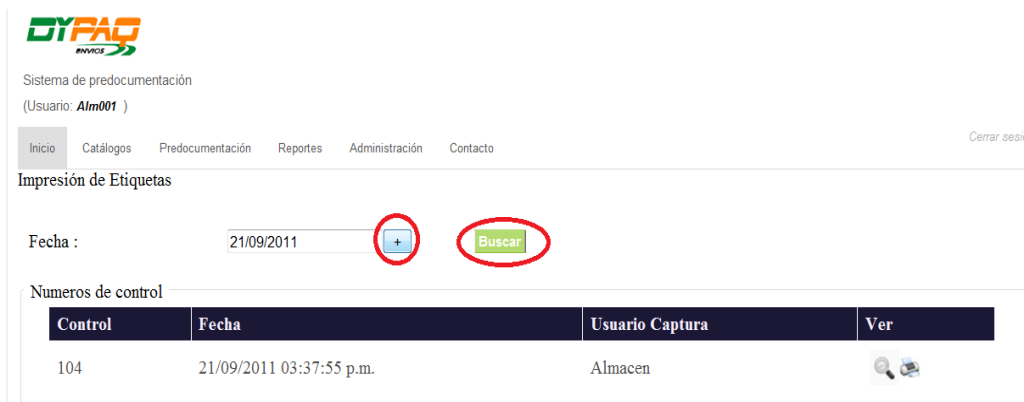 DYPAQ
ENVIOS
Sistema de predocumentación
(Usuario: Alm001 )
Cerrar sesi
Inicio Catálogos Predocumentación Reportes Administración Contacto
Impresión de Etiquetas
Fecha : 21/09/2011 + Buscar
Numeros de control
Control Fecha Usuario Captura Ver
104 21/09/2011 03:37:55 p.m. Almacen